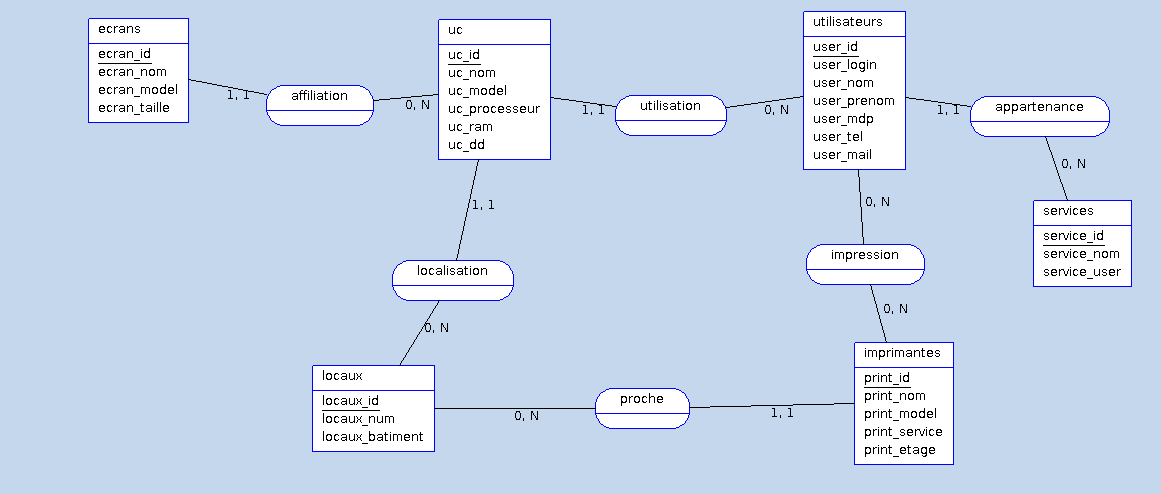 ecrans
ecran_id
ecran_nom
ecran_model
ecran_taille
1, 1
affiliation
0, N
uc
uc_id
uc_nom
uc_model
uc_processeur
uc_ram
uc_dd
1, 1
utilisation
0, N
utilisateurs
user_id
user_login
user_nom
user_prenom
user_mdp
user_tel
user_mail
1, 1
appartenance
0, N
services
service_id
service_nom
service_user
1, 1
localisation
0, N
0, N
impression
0, N
locaux
locaux_id
locaux_num
locaux_batiment
0, N
proche
1, 1
imprimantes
print_id
print_nom
print_model
print_service
print_etage